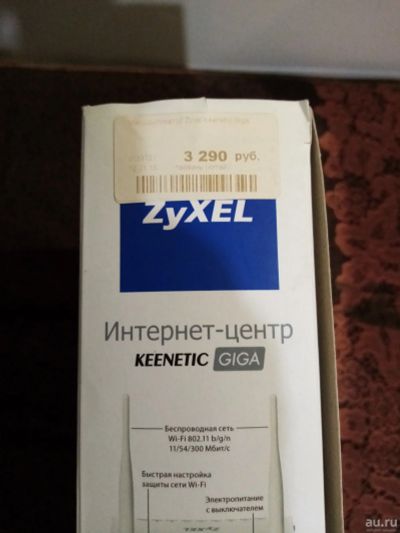 3 290 руб.
ZyXEL
Интернет-центр
KEENETIC GIGA
Беспроводная сеть
Wi-Fi 802.11 b/g/n
11/54/300 Мбит/с
Быстрая настройка
защиты сети Wi-Fi
Электропитание
с выключателем
ZyXEL
au.ru